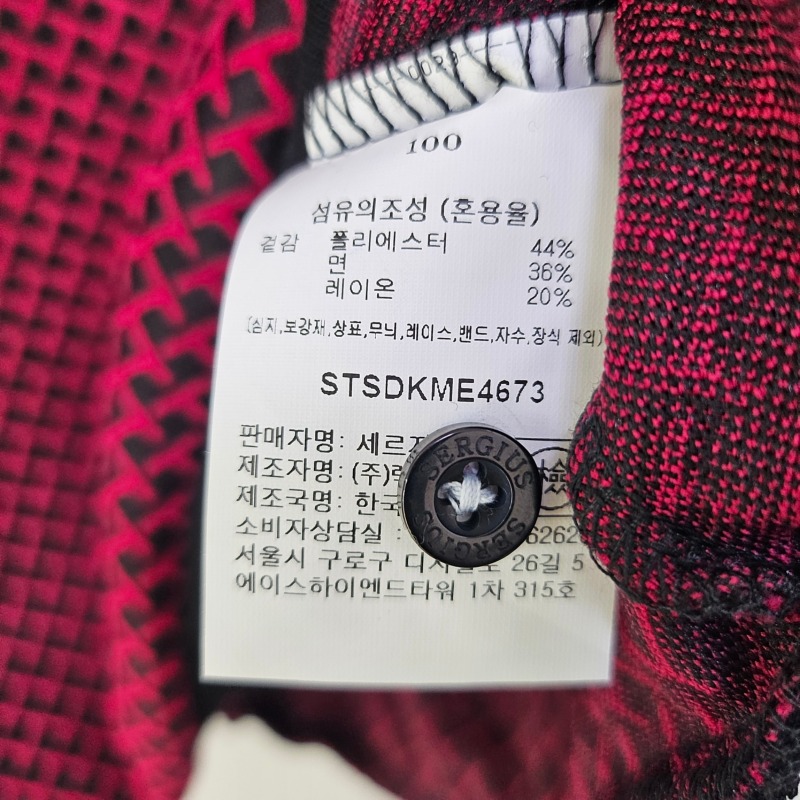 0029
100
섬유의조성 (혼용율)
겉감 폴리에스터 44%
면 36%
레이온 20%
(심지,보강재,상표,무늬,레이스,밴드,자수,장식 제외)
STSDKME4673
판매자명: 세르지
제조자명: (주)린
제조국명: 한국
소비자상담실 : 6262
서울시 구로구 디지털로 26길 5
에이스하이엔드타워 1차 315호
SERGIUS
SERGIUS